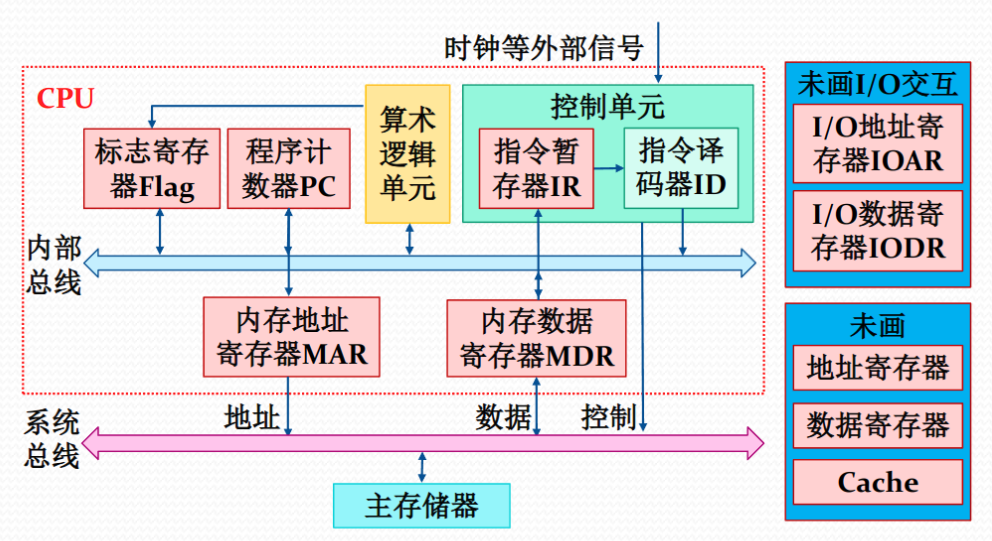 时钟等外部信号
CPU
标志寄存
器Flag
程序计
数器PC
算术
逻辑
单元
控制单元
指令暂
存器IR
指令译
码器ID
内部
总线
内存地址
寄存器MAR
内存数据
寄存器MDR
地址
数据
控制
系统
总线
主存储器
未画I/O交互
I/O地址寄
存器IOAR
I/O数据寄
存器IODR
未画
地址寄存器
数据寄存器
Cache